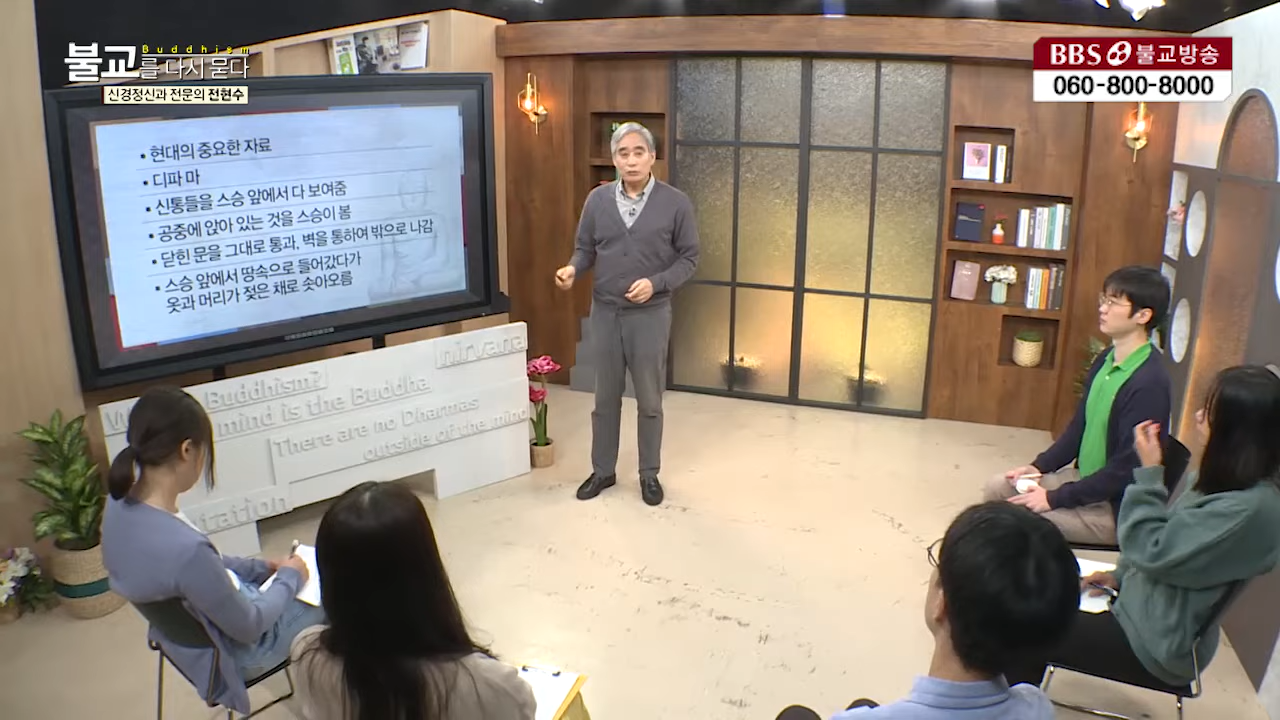 불교를 다시 묻다
Buddhism
신경정신과 전문의 전현수
BBS 불교방송
060-800-8000
• 현대의 중요한 자료
• 디파 마
• 신통들을 스승 앞에서 다 보여줌
• 공중에 앉아 있는 것을 스승이 봄
• 닫힌 문을 그대로 통과, 벽을 통하여 밖으로 나감
• 스승 앞에서 땅속으로 들어갔다가
옷과 머리가 젖은 채로 솟아오름
nirvana
Buddhism?
mind is the Buddha
There are no Dharmas
outside of the mind